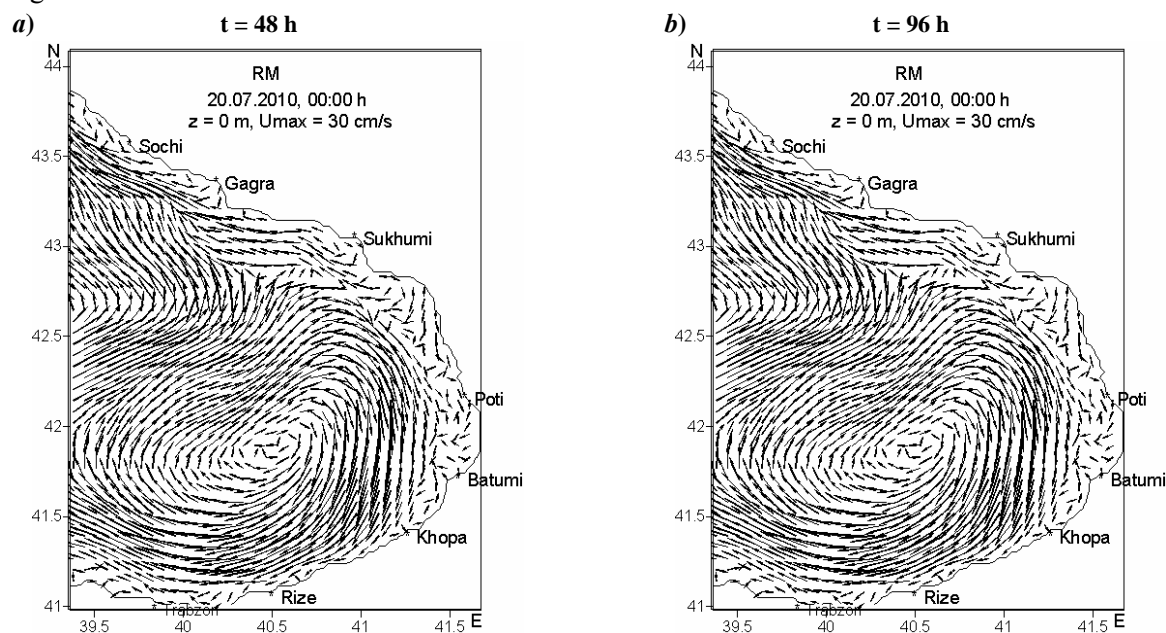 a) t = 48 h
N
44
RM
20.07.2010, 00:00 h
z = 0 m, Umax = 30 cm/s
Sochi
43.5
Gagra
43
Sukhumi
42.5
Poti
42
Batumi
41.5
Khopa
Rize
Trabzon
41
E
39.5 40 40.5 41 41.5
b) t = 96 h
N
44
RM
20.07.2010, 00:00 h
z = 0 m, Umax = 30 cm/s
Sochi
43.5
Gagra
43
Sukhumi
42.5
Poti
42
Batumi
41.5
Khopa
Rize
Trabzon
41
E
39.5 40 40.5 41 41.5